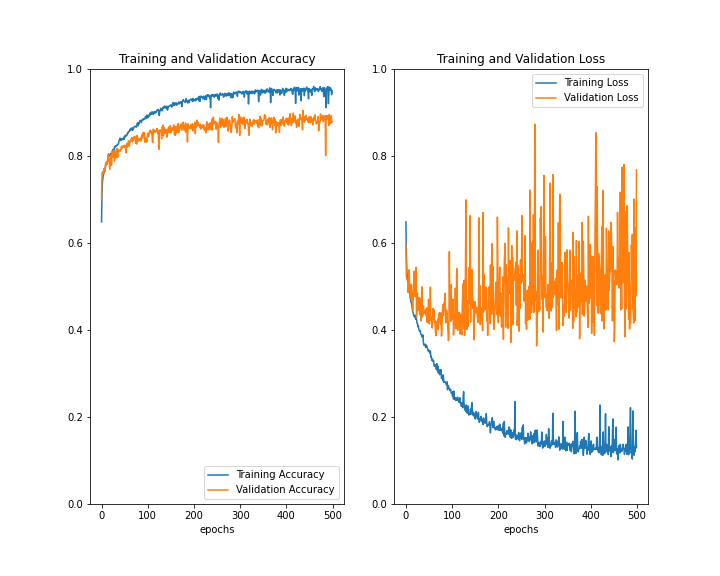 Training and Validation Accuracy
1.0
0.8
0.6
0.4
0.2
0.0
0 100 200 300 400 500
epochs
Training Accuracy
Validation Accuracy
Training and Validation Loss
1.0
0.8
0.6
0.4
0.2
0.0
0 100 200 300 400 500
epochs
Training Loss
Validation Loss